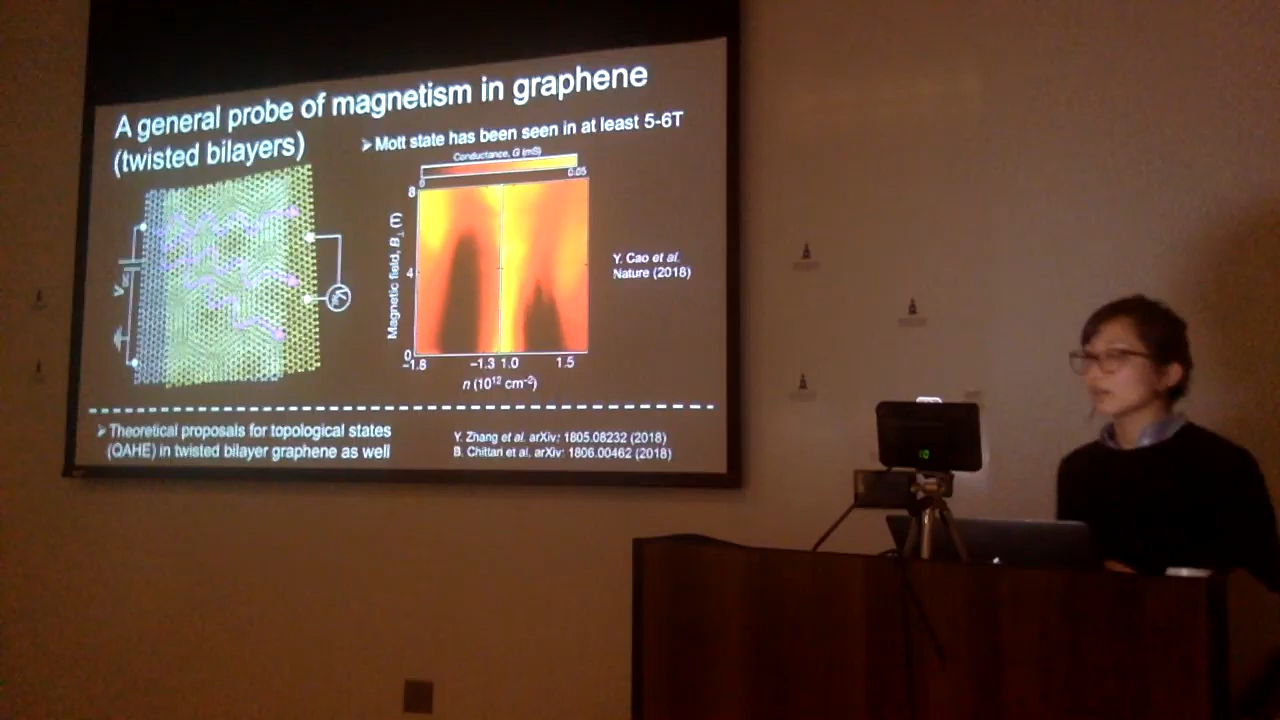 A general probe of magnetism in graphene
(twisted bilayers)
➢ Mott state has been seen in at least 5-6T
Conductance, G (mS)
0 0.05
Magnetic field, B⊥ (T)
8
4
0
−1.8 −1.3 1.0 1.5
n (10¹² cm⁻²)
Y. Cao et al.
Nature (2018)
➢ Theoretical proposals for topological states
(QAHE) in twisted bilayer graphene as well
Y. Zhang et al. arXiv: 1805.08232 (2018)
B. Chittari et al. arXiv: 1806.00462 (2018)